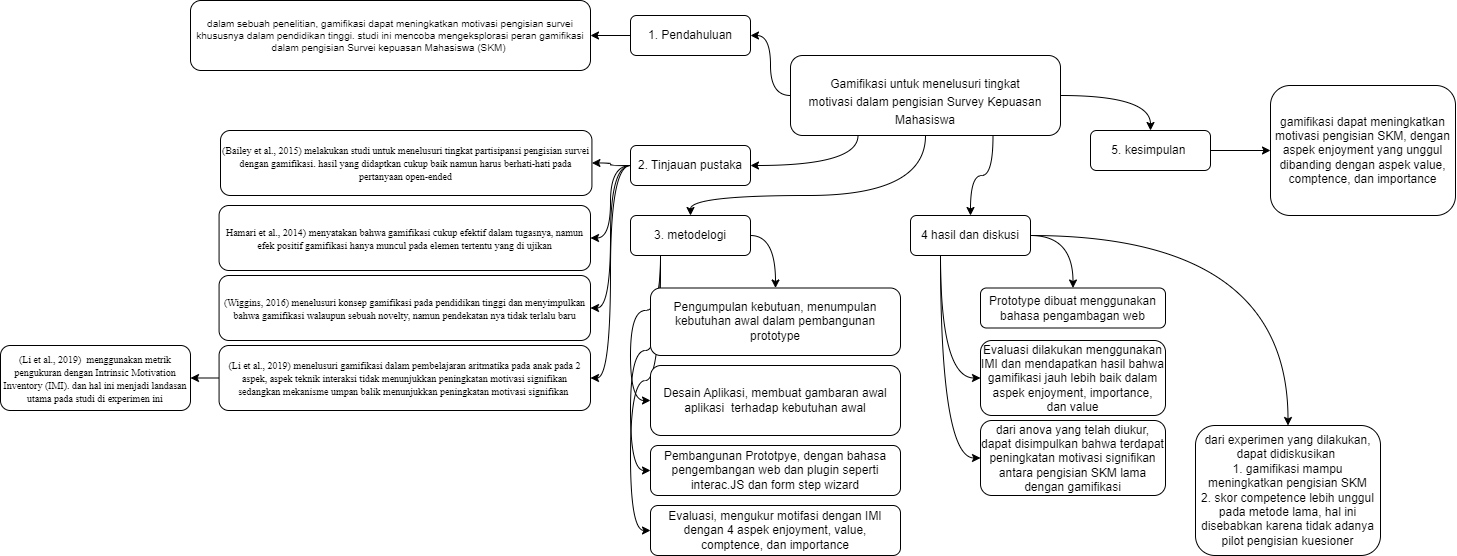 dalam sebuah penelitian, gamifikasi dapat meningkatkan motivasi pengisian survei
khususnya dalam pendidikan tinggi. studi ini mencoba mengeksplorasi peran gamifikasi
dalam pengisian Survei kepuasan Mahasiswa (SKM)
1. Pendahuluan
Gamifikasi untuk menelusuri tingkat
motivasi dalam pengisian Survey Kepuasan
Mahasiswa
5. kesimpulan
gamifikasi dapat meningkatkan
motivasi pengisian SKM, dengan
aspek enjoyment yang unggul
dibanding dengan aspek value,
comptence, dan importance
2. Tinjauan pustaka
(Bailey et al., 2015) melakukan studi untuk menelusuri tingkat partisipansi pengisian survei
dengan gamifikasi. hasil yang didaptkan cukup baik namun harus berhati-hati pada
pertanyaan open-ended
Hamari et al., 2014) menyatakan bahwa gamifikasi cukup efektif dalam tugasnya, namun
efek positif gamifikasi hanya muncul pada elemen tertentu yang di ujikan
(Wiggins, 2016) menelusuri konsep gamifikasi pada pendidikan tinggi dan menyimpulkan
bahwa gamifikasi walaupun sebuah novelty, namun pendekatan nya tidak terlalu baru
(Li et al., 2019) menelusuri gamifikasi dalam pembelajaran aritmatika pada anak pada 2
aspek, aspek teknik interaksi tidak menunjukkan peningkatan motivasi signifikan
sedangkan mekanisme umpan balik menunjukkan peningkatan motivasi signifikan
(Li et al., 2019)  menggunakan metrik
pengukuran dengan Intrinsic Motivation
Inventory (IMI). dan hal ini menjadi landasan
utama pada studi di experimen ini
3. metodelogi
Pengumpulan kebutuan, menumpulan
kebutuhan awal dalam pembangunan
prototype
Desain Aplikasi, membuat gambaran awal
aplikasi  terhadap kebutuhan awal
Pembangunan Prototpye, dengan bahasa
pengembangan web dan plugin seperti
interac.JS dan form step wizard
Evaluasi, mengukur motifasi dengan IMI
dengan 4 aspek enjoyment, value,
comptence, dan importance
4 hasil dan diskusi
Prototype dibuat menggunakan
bahasa pengambagan web
Evaluasi dilakukan menggunakan
IMI dan mendapatkan hasil bahwa
gamifikasi jauh lebih baik dalam
aspek enjoyment, importance,
dan value
dari anova yang telah diukur,
dapat disimpulkan bahwa terdapat
peningkatan motivasi signifikan
antara pengisian SKM lama
dengan gamifikasi
dari experimen yang dilakukan,
dapat didiskusikan
1. gamifikasi mampu
meningkatkan pengisian SKM
2. skor competence lebih unggul
pada metode lama, hal ini
disebabkan karena tidak adanya
pilot pengisian kuesioner